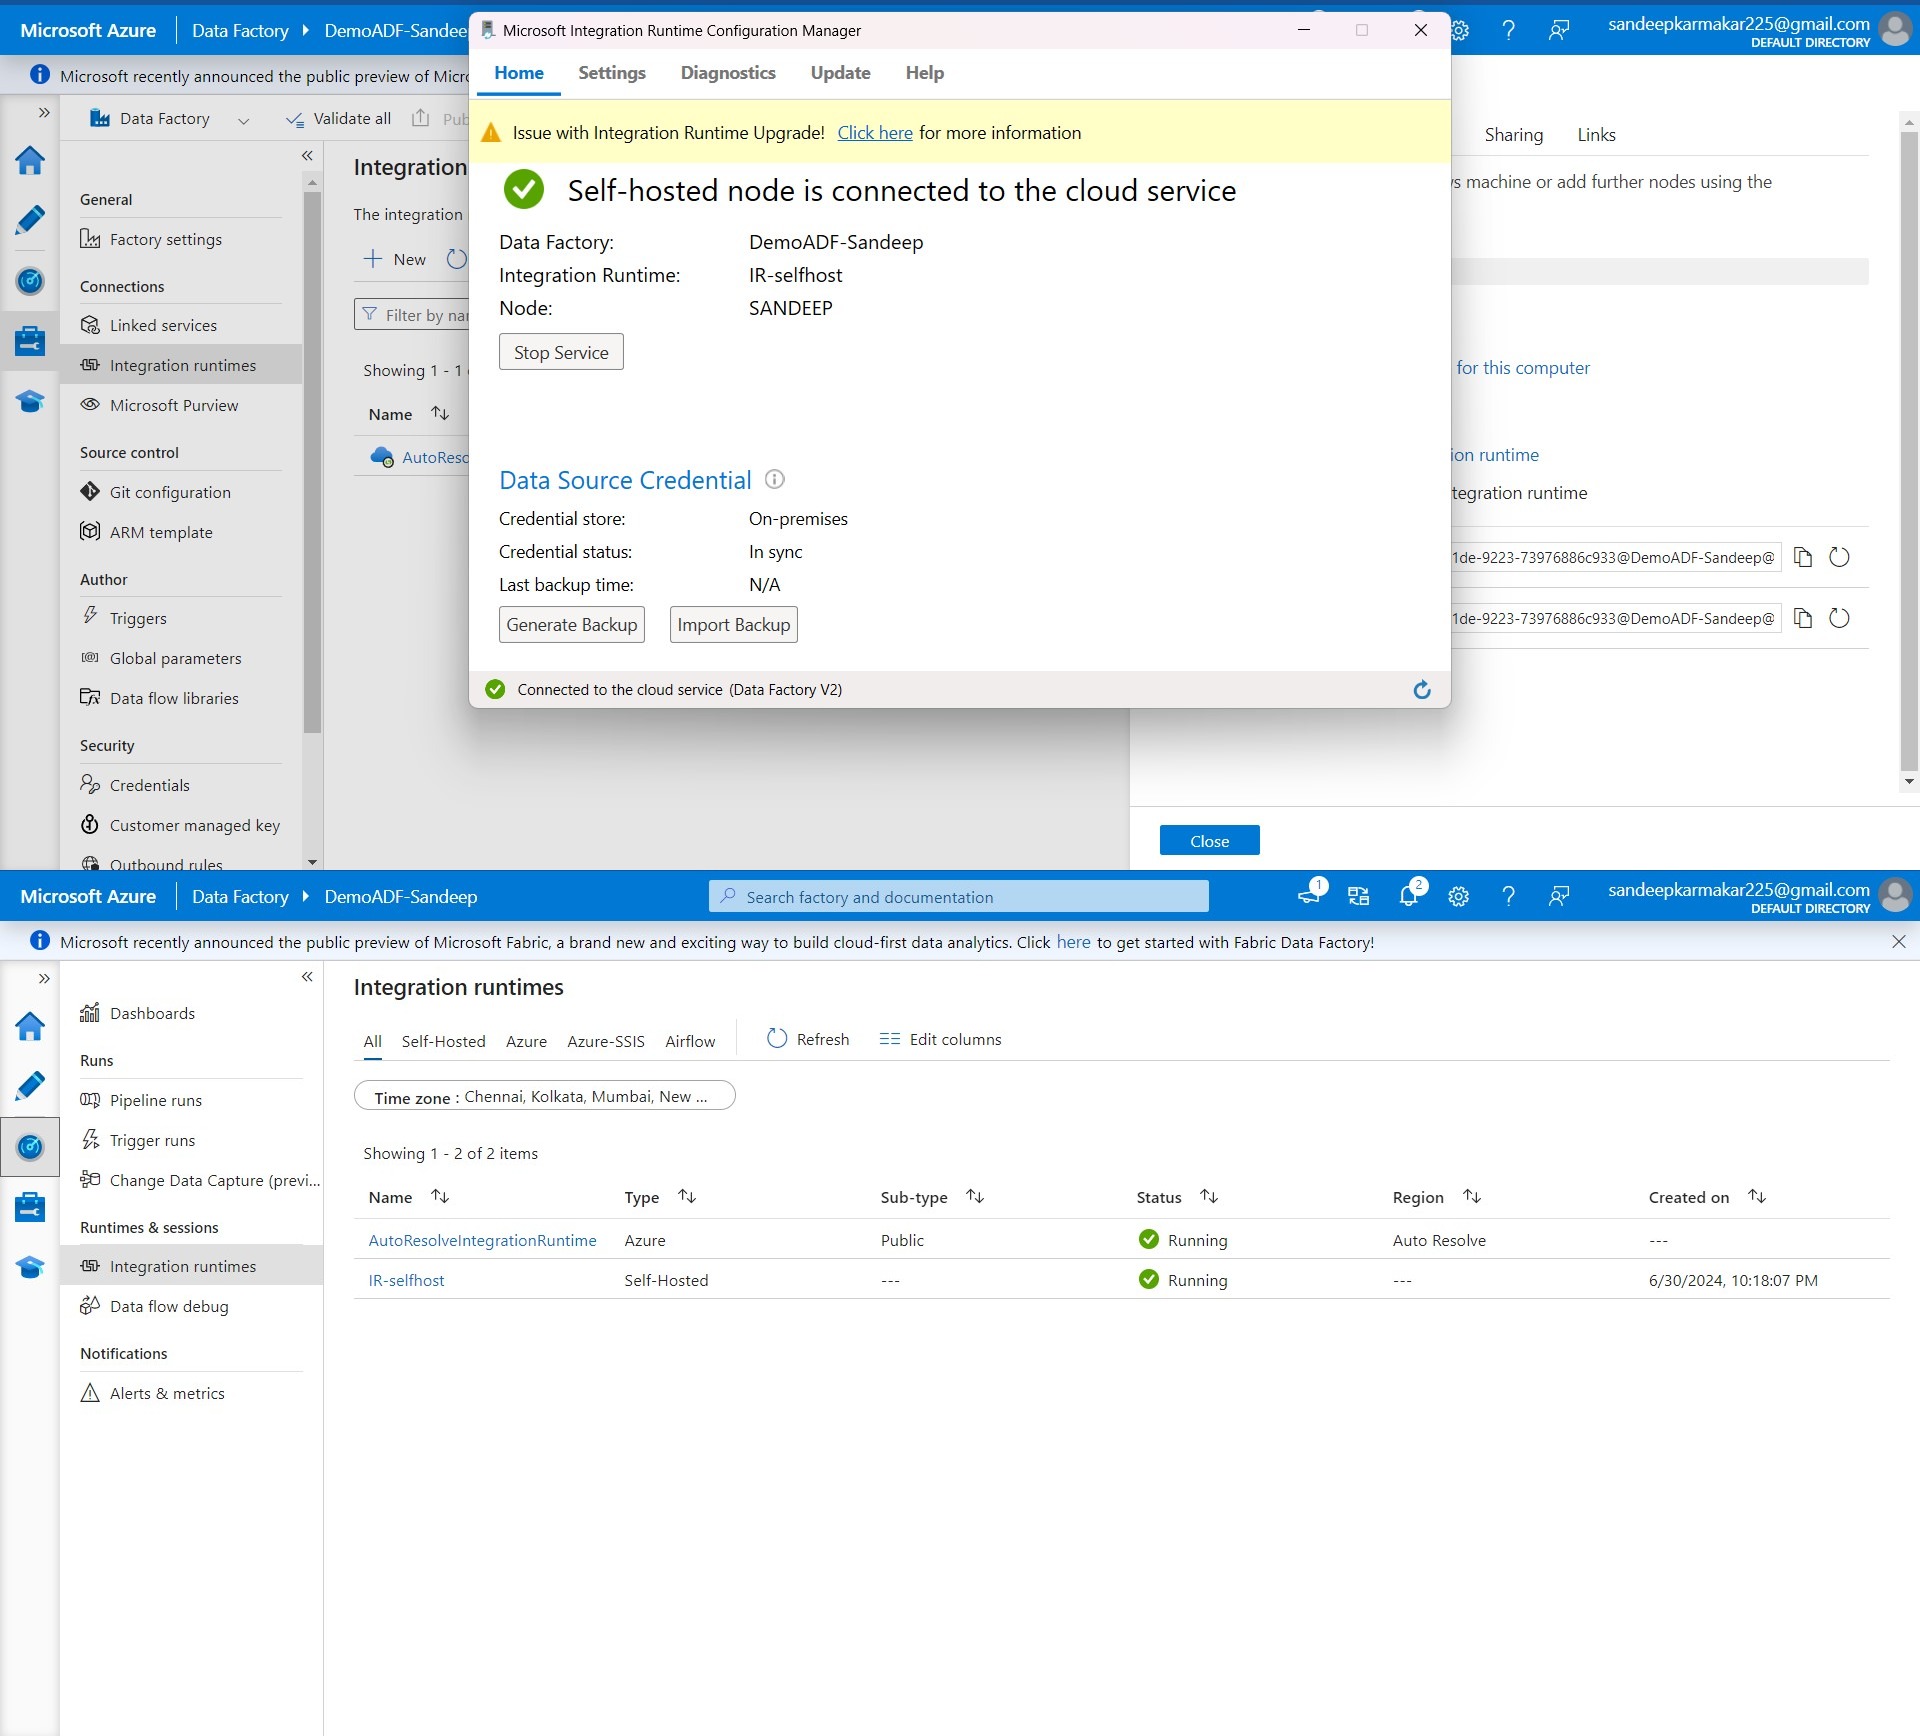 Microsoft Azure
Data Factory
DemoADF-Sandee
Microsoft Integration Runtime Configuration Manager
sandeepkarmakar225@gmail.com
DEFAULT DIRECTORY
Microsoft recently announced the public preview of Micro
Home Settings Diagnostics Update Help
Issue with Integration Runtime Upgrade! Click here for more information
Self-hosted node is connected to the cloud service
Data Factory: DemoADF-Sandeep
Integration Runtime: IR-selfhost
Node: SANDEEP
Stop Service
Data Source Credential
Credential store: On-premises
Credential status: In sync
Last backup time: N/A
Generate Backup Import Backup
Connected to the cloud service (Data Factory V2)
Data Factory Validate all Pub
General
Factory settings
Connections
Linked services
Integration runtimes
Microsoft Purview
Source control
Git configuration
ARM template
Author
Triggers
Global parameters
Data flow libraries
Security
Credentials
Customer managed key
Outbound rules
Integration
The integration
New
Filter by nam
Showing 1 - 1
Name
AutoReso
Sharing Links
s machine or add further nodes using the
for this computer
ion runtime
tegration runtime
1de-9223-73976886c933@DemoADF-Sandeep@
1de-9223-73976886c933@DemoADF-Sandeep@
Close
Microsoft Azure Data Factory DemoADF-Sandeep
Search factory and documentation
1
2
sandeepkarmakar225@gmail.com
DEFAULT DIRECTORY
Microsoft recently announced the public preview of Microsoft Fabric, a brand new and exciting way to build cloud-first data analytics. Click here to get started with Fabric Data Factory!
Dashboards
Runs
Pipeline runs
Trigger runs
Change Data Capture (previ...
Runtimes & sessions
Integration runtimes
Data flow debug
Notifications
Alerts & metrics
Integration runtimes
All Self-Hosted Azure Azure-SSIS Airflow Refresh Edit columns
Time zone : Chennai, Kolkata, Mumbai, New ...
Showing 1 - 2 of 2 items
Name Type Sub-type Status Region Created on
AutoResolveIntegrationRuntime Azure Public Running Auto Resolve ---
IR-selfhost Self-Hosted --- Running --- 6/30/2024, 10:18:07 PM